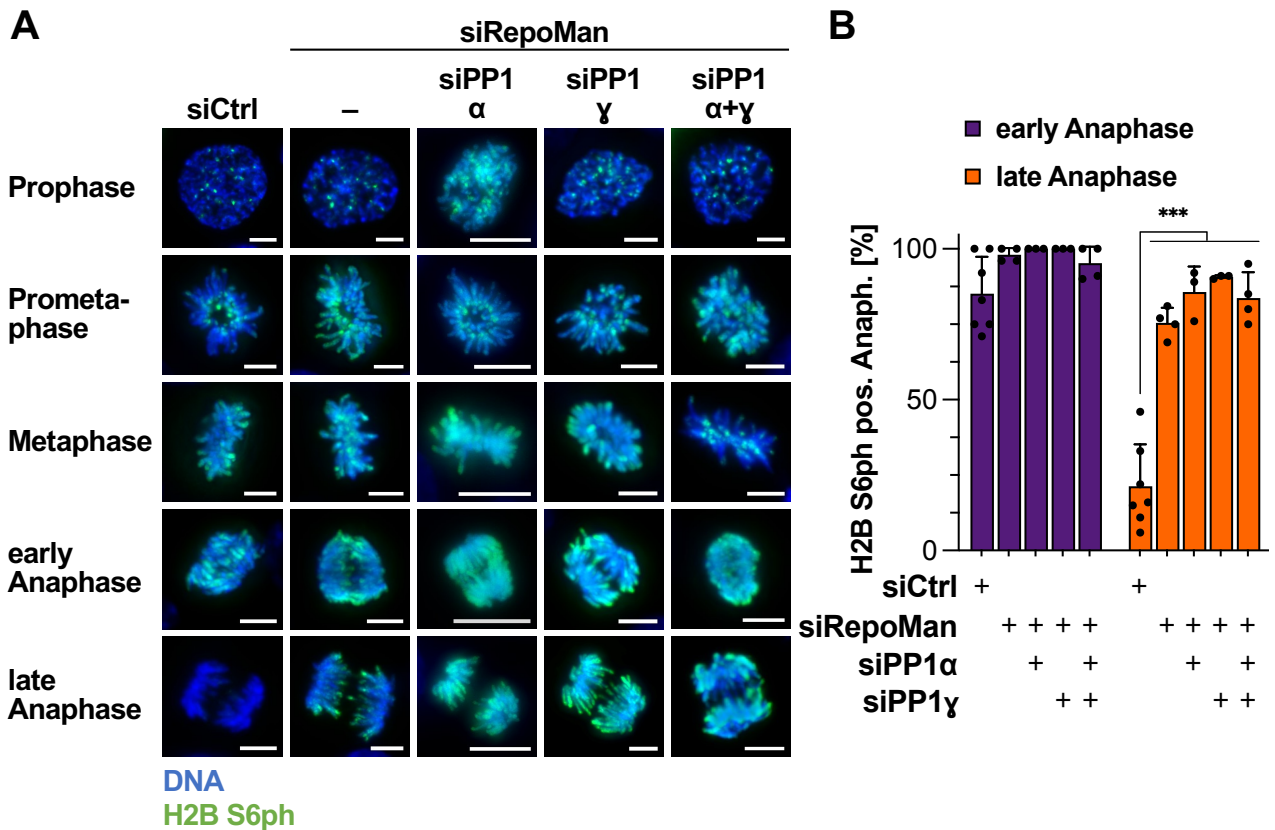 A
B
siRepoMan
siCtrl
–
siPP1
α
siPP1
ɣ
siPP1
α+ɣ
Prophase
Prometa-
phase
Metaphase
early
Anaphase
late
Anaphase
DNA
H2B S6ph
early Anaphase
late Anaphase
***
H2B S6ph pos. Anaph. [%]
100
50
0
siCtrl + +
siRepoMan + + + + + + + +
siPP1α + + + +
siPP1ɣ + + + +